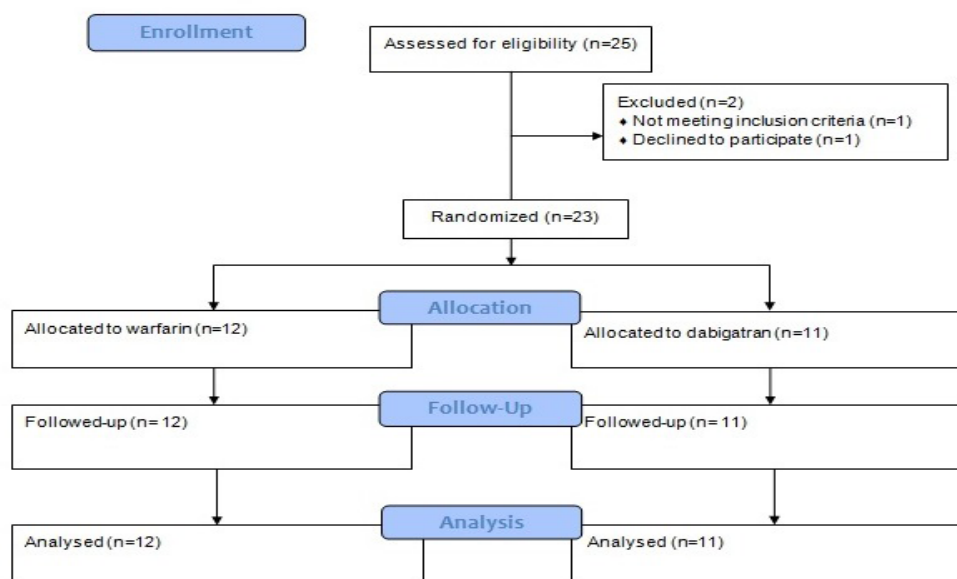 Enrollment
Assessed for eligibility (n=25)
Excluded (n=2)
♦ Not meeting inclusion criteria (n=1)
♦ Declined to participate (n=1)
Randomized (n=23)
Allocation
Allocated to warfarin (n=12)
Allocated to dabigatran (n=11)
Follow-Up
Followed-up (n= 12)
Followed-up (n= 11)
Analysis
Analysed (n=12)
Analysed (n=11)